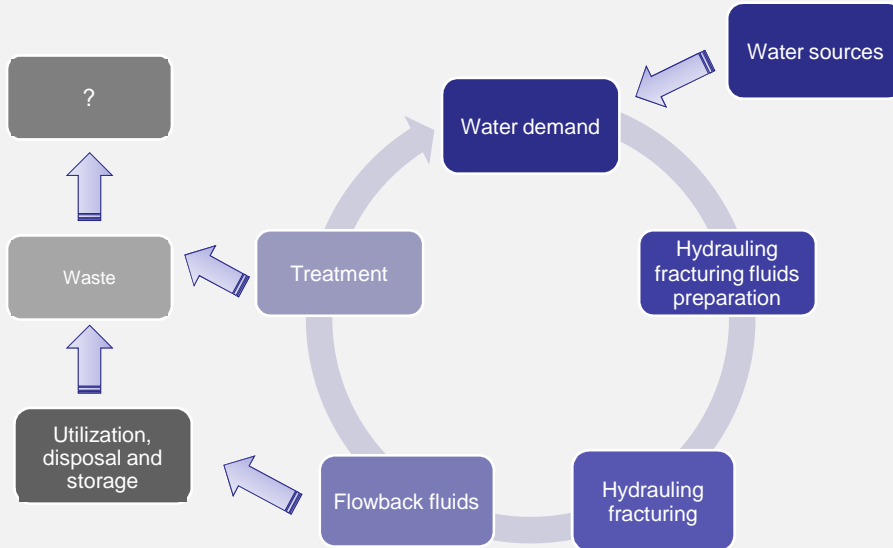 Water sources
?
Water demand
Hydrauling
fracturing fluids
preparation
Treatment
Waste
Utilization,
disposal and
storage
Flowback fluids
Hydrauling
fracturing